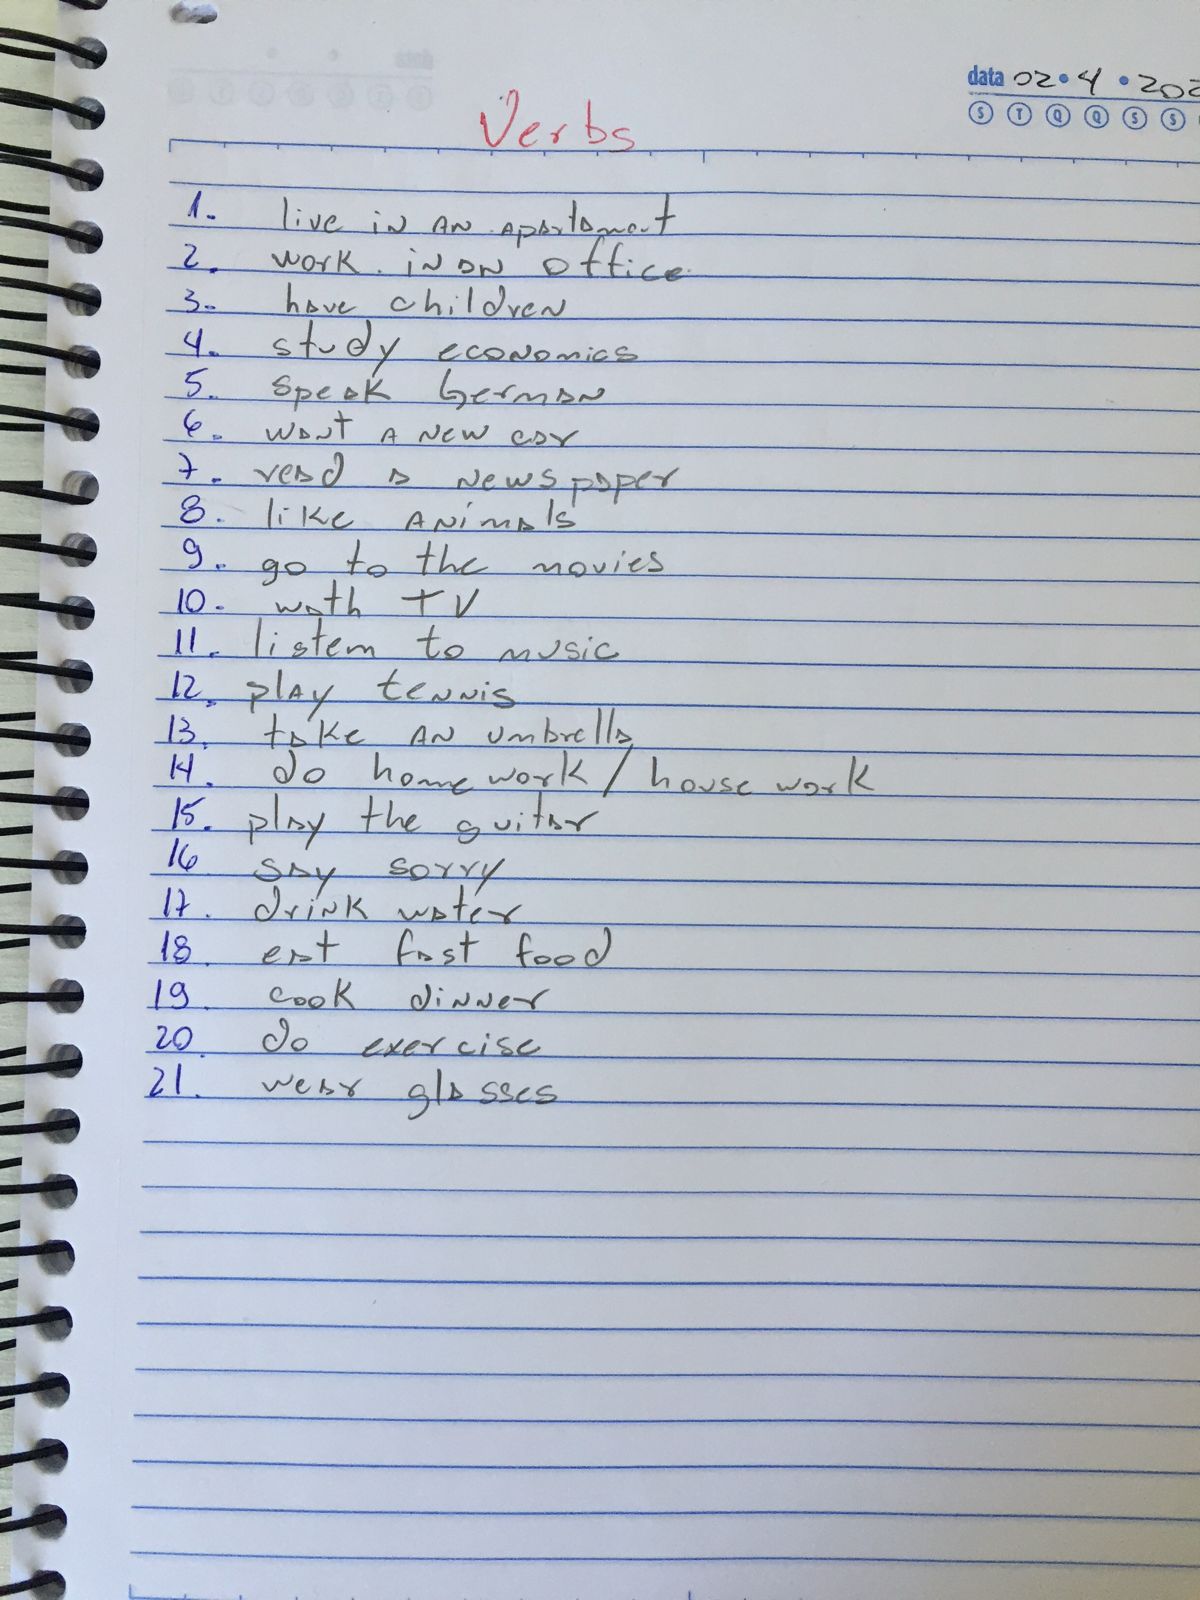 data 02 • 4 • 202
S T Q Q S S
Verbs
1. live in an apartament
2. work. in an office.
3. have children
4. study economics
5. speak German
6. want a new car
7. read a newspaper
8. like animals
9. go to the movies
10. wath TV
11. listem to music
12. play tennis
13. take an umbrella
14. do homework / house work
15. play the guitar
16 say sorry
17. drink water
18. eat fast food
19. cook dinner
20. do exercise
21. wear glasses